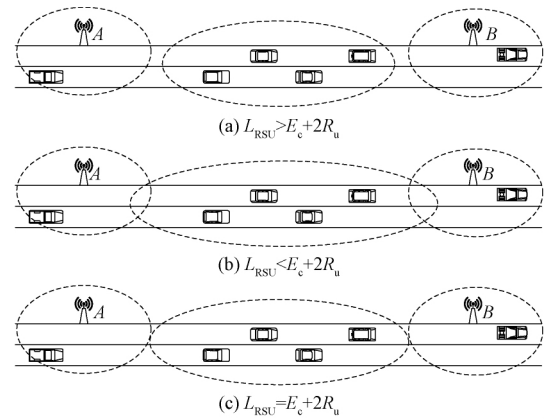 A B
(a) L_RSU>E_c+2R_u
A B
(b) L_RSU<E_c+2R_u
A B
(c) L_RSU=E_c+2R_u